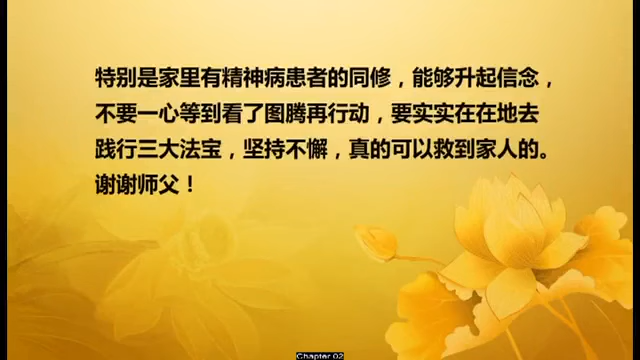 特别是家里有精神病患者的同修，能够升起信念，
不要一心等到看了图腾再行动，要实实在在地去
践行三大法宝，坚持不懈，真的可以救到家人的。
谢谢师父！
Chapter 02